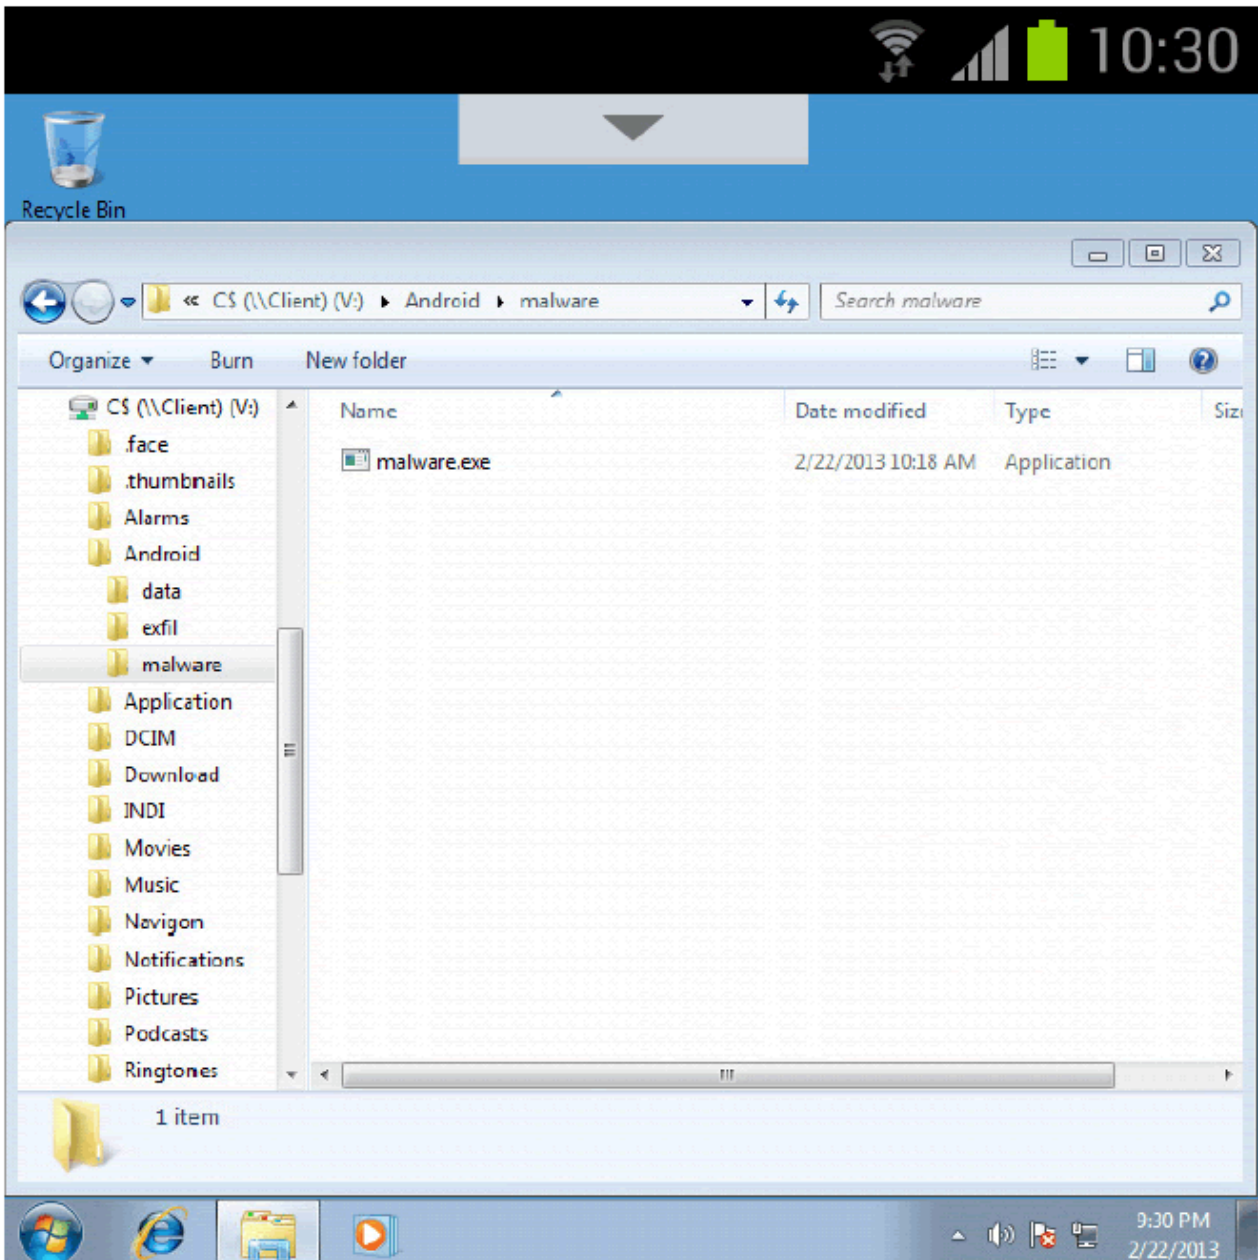 10:30
Recycle Bin
« C$ (\\Client) (V:) ▸ Android ▸ malware
Search malware
Organize
Burn
New folder
C$ (\\Client) (V:)
.face
.thumbnails
Alarms
Android
data
exfil
malware
Application
DCIM
Download
INDI
Movies
Music
Navigon
Notifications
Pictures
Podcasts
Ringtones
Name Date modified Type Siz
malware.exe 2/22/2013 10:18 AM Application
1 item
9:30 PM
2/22/2013